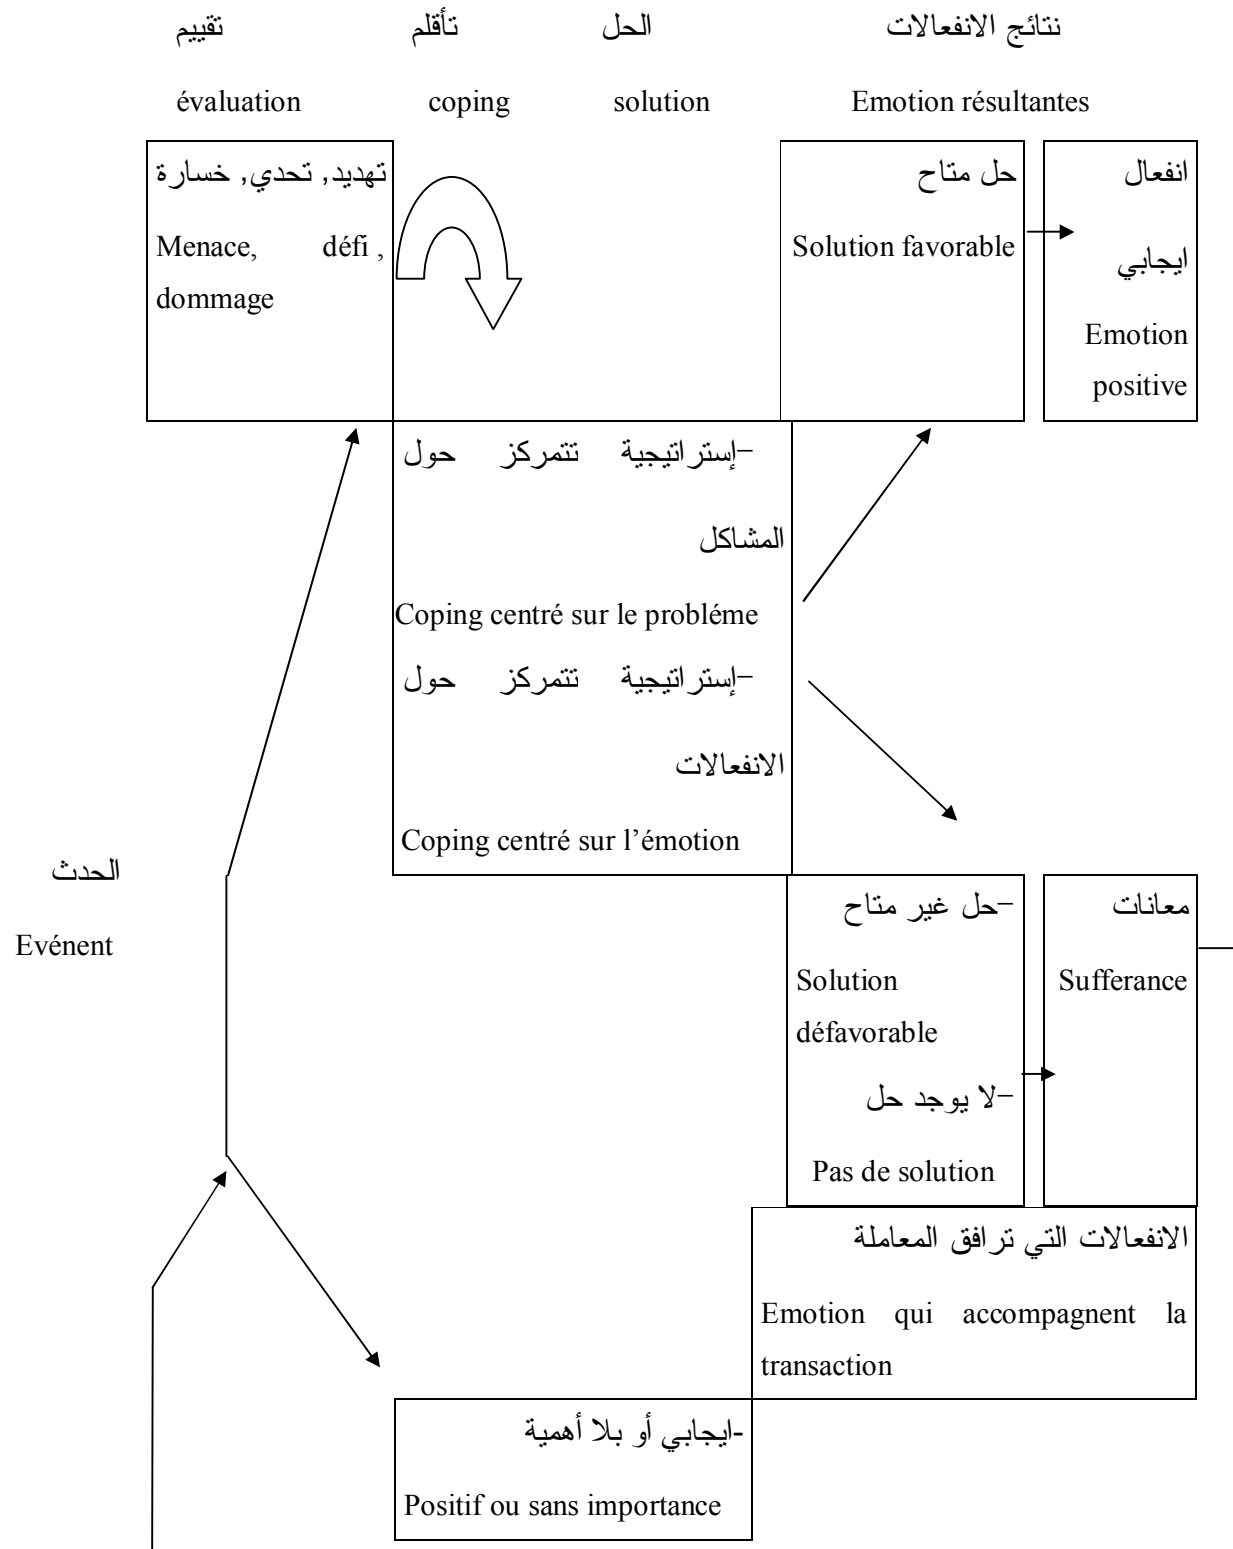 تقييم تأقلم الحل نتائج الانفعالات
évaluation coping solution Emotion résultantes
تهديد, تحدي, خسارة
Menace, défi ,
dommage
حل متاح
Solution favorable
انفعال
ايجابي
Emotion
positive
–إستراتيجية تتمركز حول
المشاكل
Coping centré sur le probléme
–إستراتيجية تتمركز حول
الانفعالات
Coping centré sur l’émotion
الحدث
Evénent
–حل غير متاح
Solution
défavorable
–لا يوجد حل
Pas de solution
معانات
Sufferance
الانفعالات التي ترافق المعاملة
Emotion qui accompagnent la
transaction
-ايجابي أو بلا أهمية
Positif ou sans importance